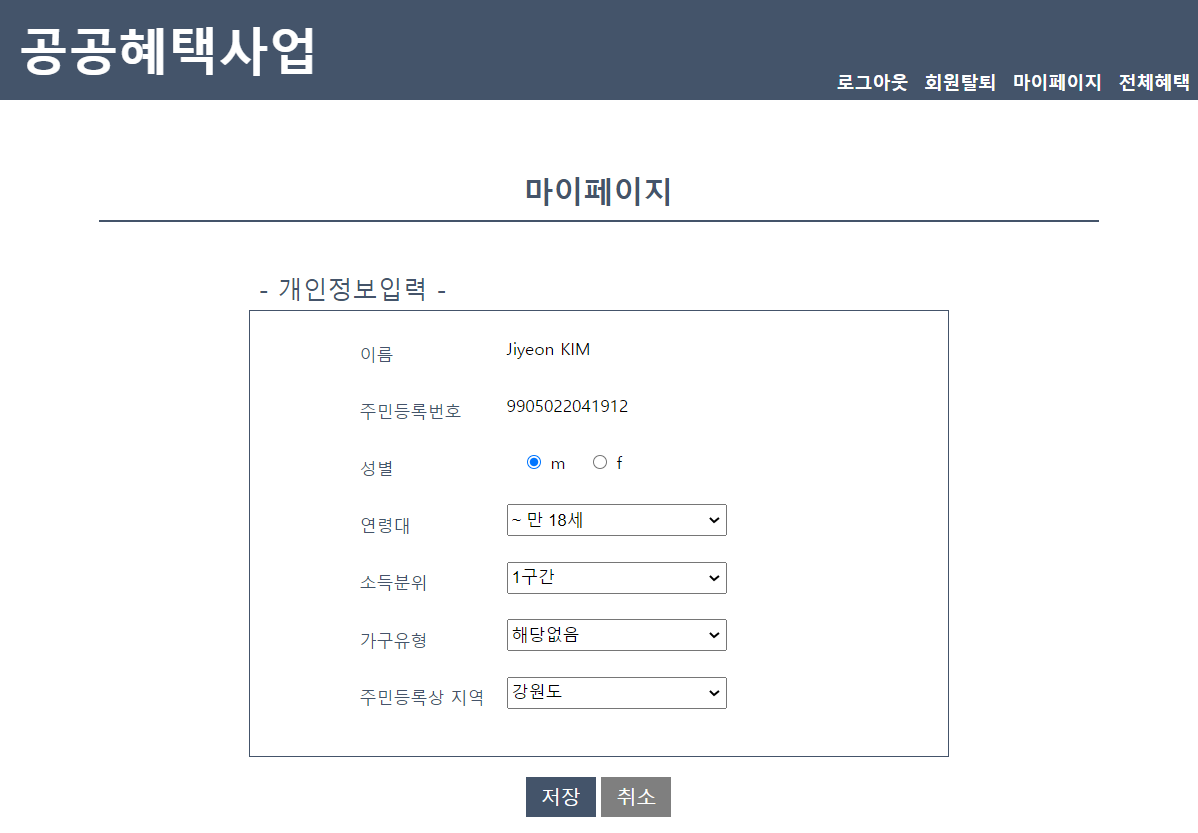 공공혜택사업
로그아웃 회원탈퇴 마이페이지 전체혜택
마이페이지
- 개인정보입력 -
이름 Jiyeon KIM
주민등록번호 9905022041912
성별 m f
연령대 ~ 만 18세
소득분위 1구간
가구유형 해당없음
주민등록상 지역 강원도
저장 취소